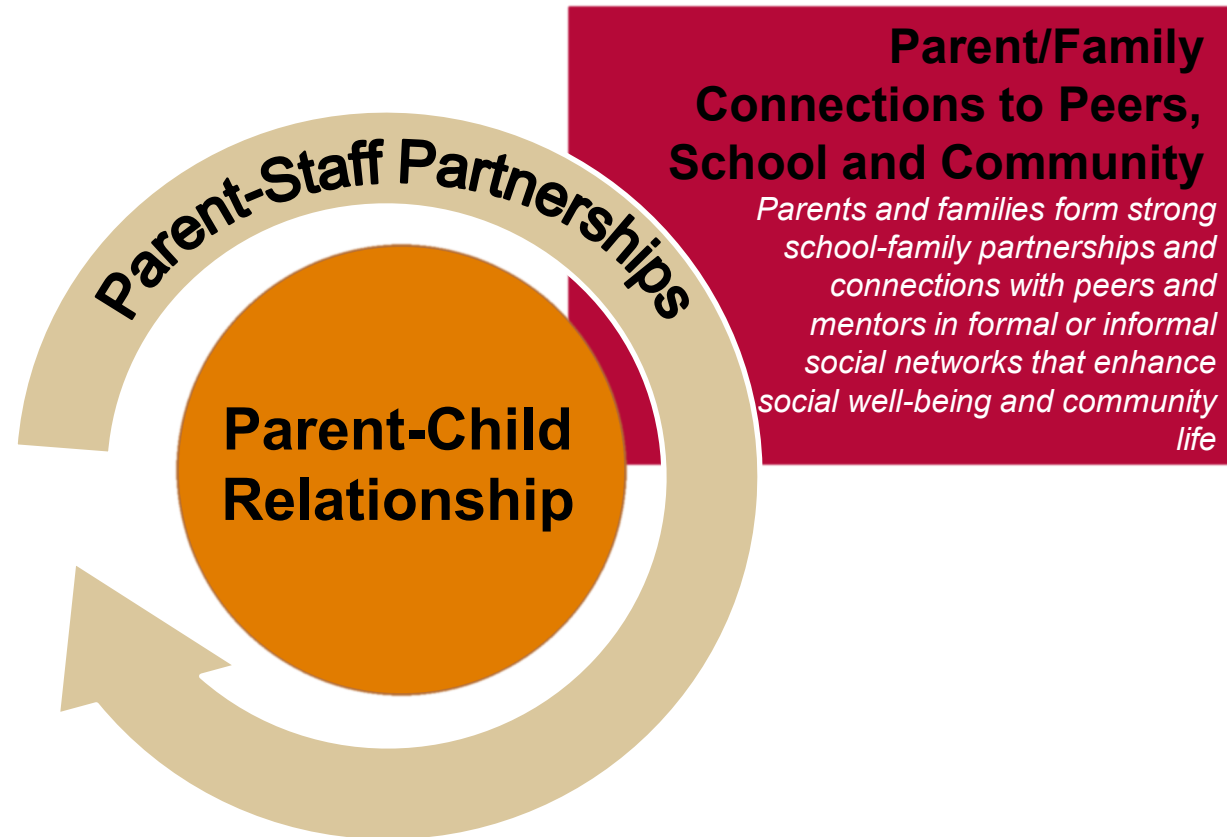 Parent/Family
Connections to Peers,
School and Community
Parents and families form strong
school-family partnerships and
connections with peers and
mentors in formal or informal
social networks that enhance
social well-being and community
life
Parent-Staff Partnerships
Parent-Child
Relationship